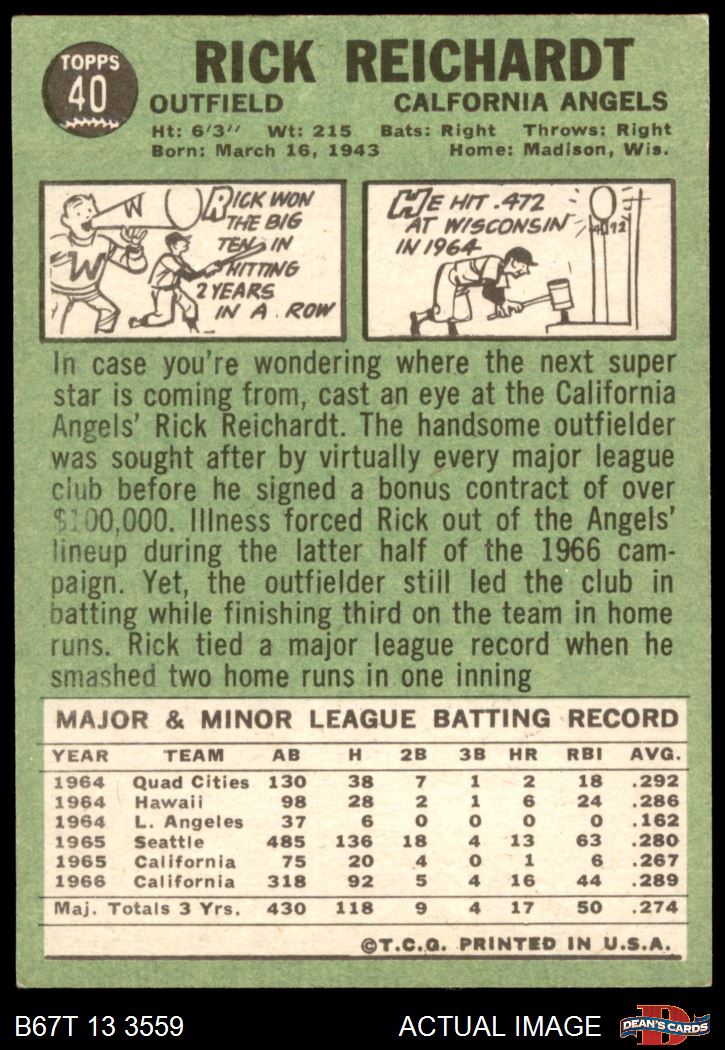 TOPPS
40
RICK REICHARDT
OUTFIELD CALFORNIA ANGELS
Ht: 6'3'' Wt: 215 Bats: Right Throws: Right
Born: March 16, 1943 Home: Madison, Wis.
W
W
RICK WON
THE BIG
TEN IN
HITTING
2 YEARS
IN A ROW
HE HIT .472
AT WISCONSIN
IN 1964
.472
In case you're wondering where the next super
star is coming from, cast an eye at the California
Angels' Rick Reichardt. The handsome outfielder
was sought after by virtually every major league
club before he signed a bonus contract of over
$100,000. Illness forced Rick out of the Angels'
lineup during the latter half of the 1966 cam-
paign. Yet, the outfielder still led the club in
batting while finishing third on the team in home
runs. Rick tied a major league record when he
smashed two home runs in one inning
MAJOR & MINOR LEAGUE BATTING RECORD
YEAR TEAM AB H 2B 3B HR RBI AVG.
1964 Quad Cities 130 38 7 1 2 18 .292
1964 Hawaii 98 28 2 1 6 24 .286
1964 L. Angeles 37 6 0 0 0 0 .162
1965 Seattle 485 136 18 4 13 63 .280
1965 California 75 20 4 0 1 6 .267
1966 California 318 92 5 4 16 44 .289
Maj. Totals 3 Yrs. 430 118 9 4 17 50 .274
©T.C.G. PRINTED IN U.S.A.
B67T 13 3559 ACTUAL IMAGE
D
DEAN'S CARDS